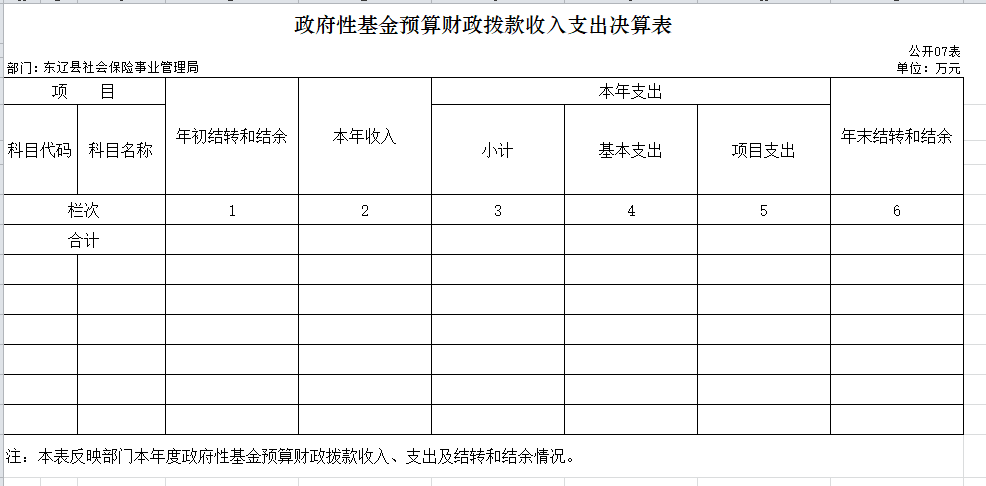 政府性基金预算财政拨款收入支出决算表
公开07表
部门：东辽县社会保险事业管理局
单位：万元
项 目
年初结转和结余
本年收入
本年支出
年末结转和结余
科目代码
科目名称
小计
基本支出
项目支出
栏次
1
2
3
4
5
6
合计
注：本表反映部门本年度政府性基金预算财政拨款收入、支出及结转和结余情况。